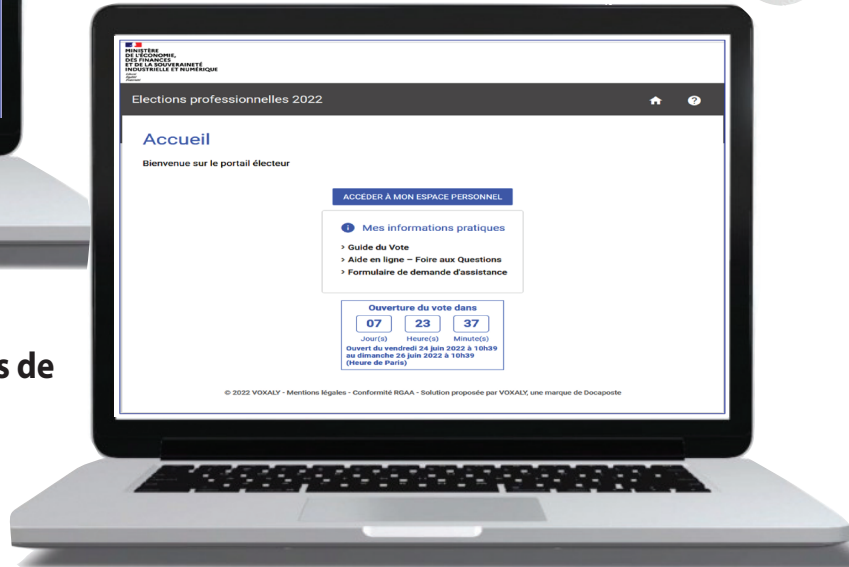 MINISTÈRE
DE L'ÉCONOMIE,
DES FINANCES
ET DE LA SOUVERAINETÉ
INDUSTRIELLE ET NUMÉRIQUE
Elections professionnelles 2022
Accueil
Bienvenue sur le portail électeur
ACCÉDER À MON ESPACE PERSONNEL
Mes informations pratiques
> Guide du Vote
> Aide en ligne – Foire aux Questions
> Formulaire de demande d'assistance
Ouverture du vote dans
07 23 37
Jour(s) Heure(s) Minute(s)
Ouvert du vendredi 24 juin 2022 à 10h39
au dimanche 26 juin 2022 à 10h39
(Heure de Paris)
© 2022 VOXALY - Mentions légales - Conformité RGAA - Solution proposée par VOXALY, une marque de Docaposte
s de